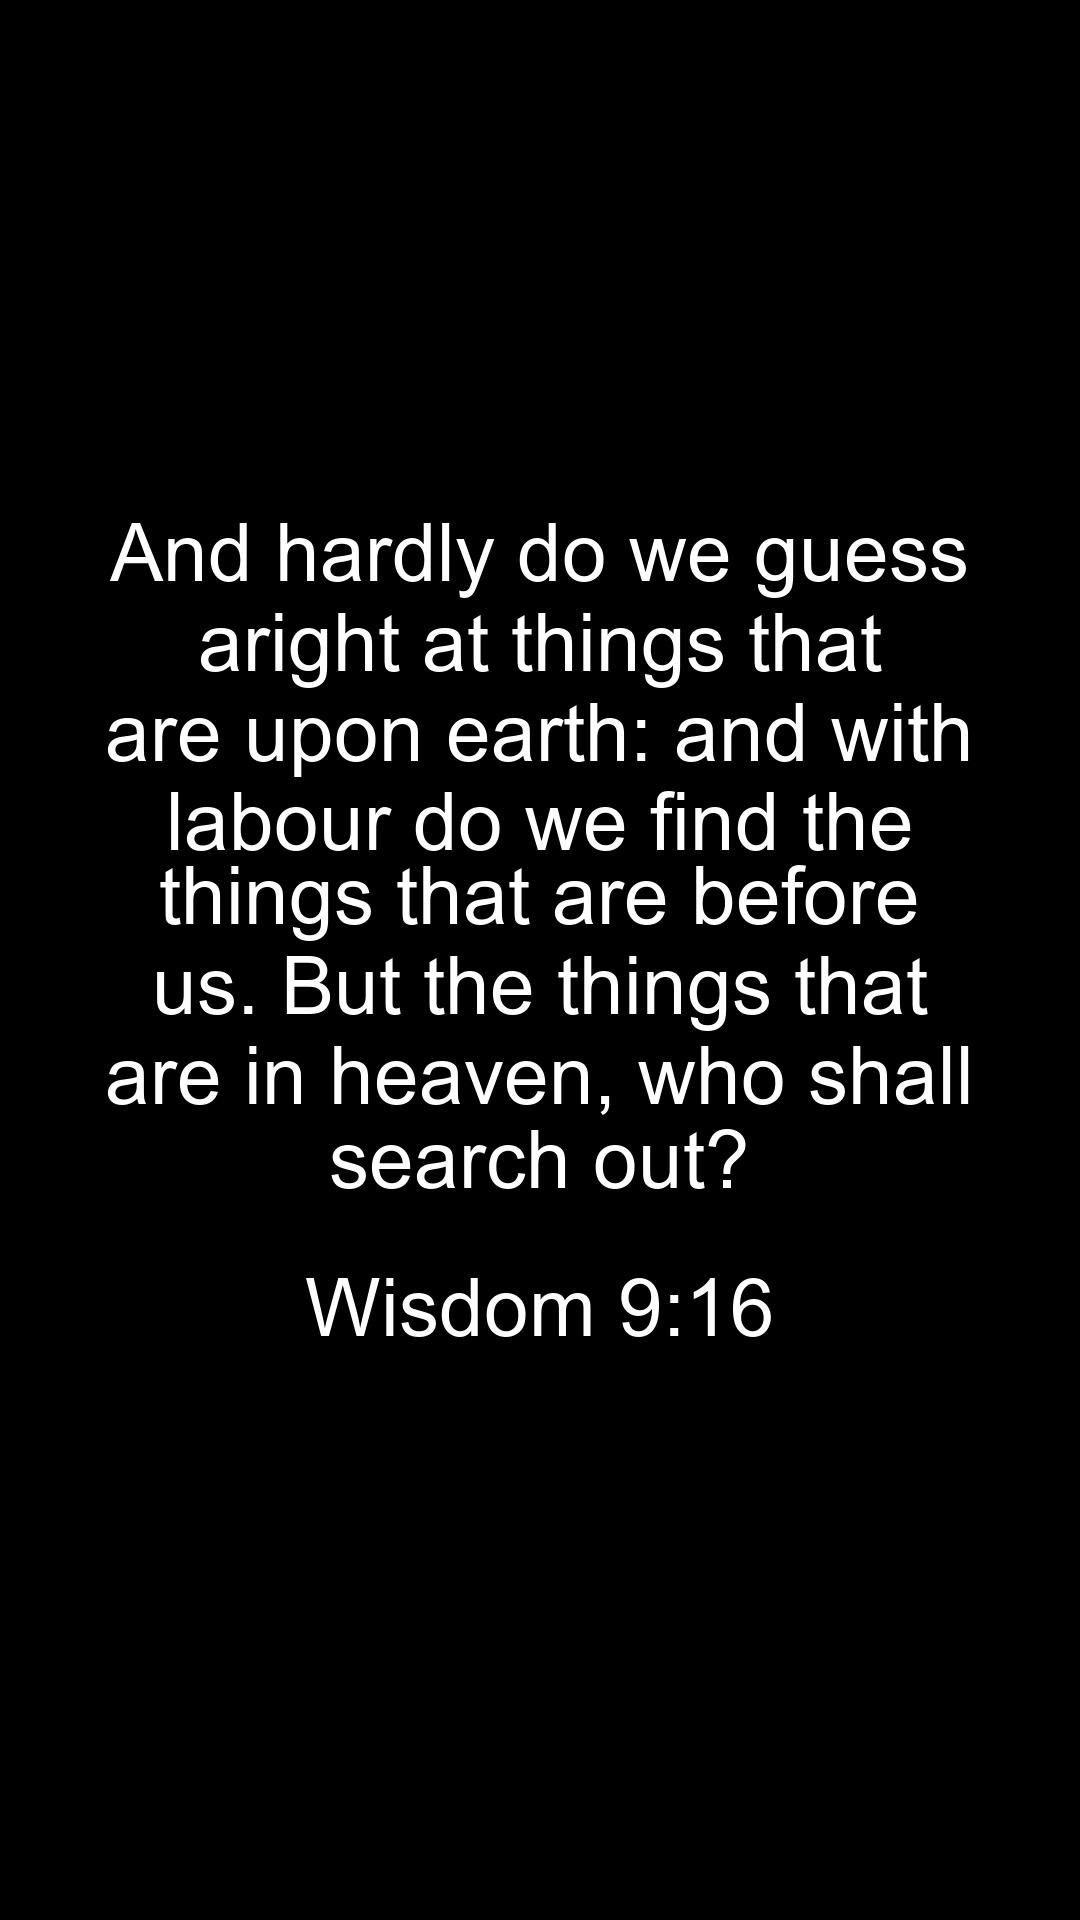 And hardly do we guess
aright at things that
are upon earth: and with
labour do we find the
things that are before
us. But the things that
are in heaven, who shall
search out?
Wisdom 9:16